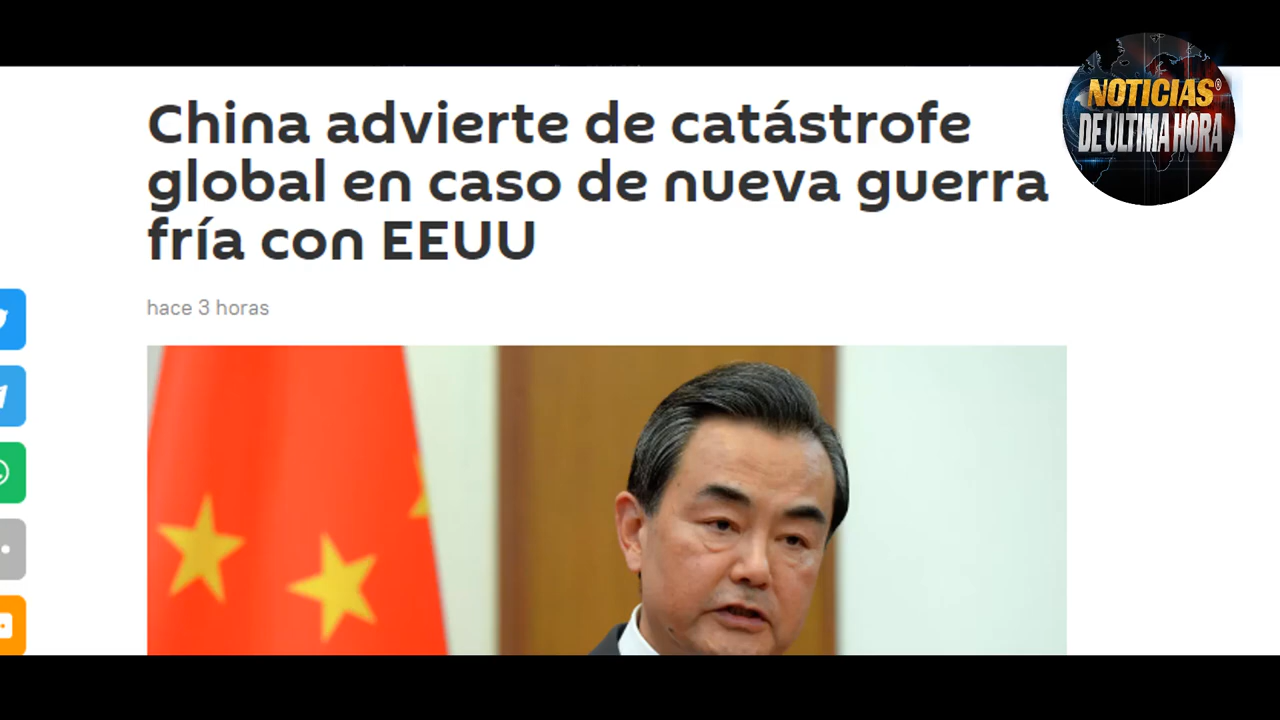 China advierte de catástrofe
global en caso de nueva guerra
fría con EEUU
hace 3 horas
NOTICIAS®
DE ULTIMA HORA